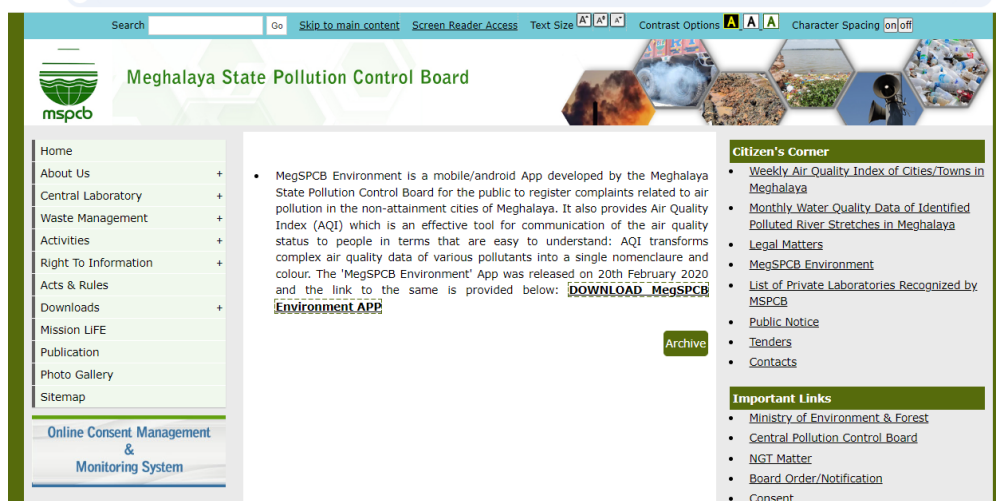 Search Go Skip to main content Screen Reader Access Text Size A+ A* A- Contrast Options A A A Character Spacing on off
Meghalaya State Pollution Control Board
mspcb
Home
About Us +
Central Laboratory +
Waste Management +
Activities +
Right To Information +
Acts & Rules
Downloads +
Mission LiFE
Publication
Photo Gallery
Sitemap
Online Consent Management
&
Monitoring System
• MegSPCB Environment is a mobile/android App developed by the Meghalaya
State Pollution Control Board for the public to register complaints related to air
pollution in the non-attainment cities of Meghalaya. It also provides Air Quality
Index (AQI) which is an effective tool for communication of the air quality
status to people in terms that are easy to understand: AQI transforms
complex air quality data of various pollutants into a single nomenclaure and
colour. The 'MegSPCB Environment' App was released on 20th February 2020
and the link to the same is provided below: DOWNLOAD MegSPCB
Environment APP
Archive
Citizen's Corner
• Weekly Air Quality Index of Cities/Towns in
Meghalaya
• Monthly Water Quality Data of Identified
Polluted River Stretches in Meghalaya
• Legal Matters
• MegSPCB Environment
• List of Private Laboratories Recognized by
MSPCB
• Public Notice
• Tenders
• Contacts
Important Links
• Ministry of Environment & Forest
• Central Pollution Control Board
• NGT Matter
• Board Order/Notification
• Consent